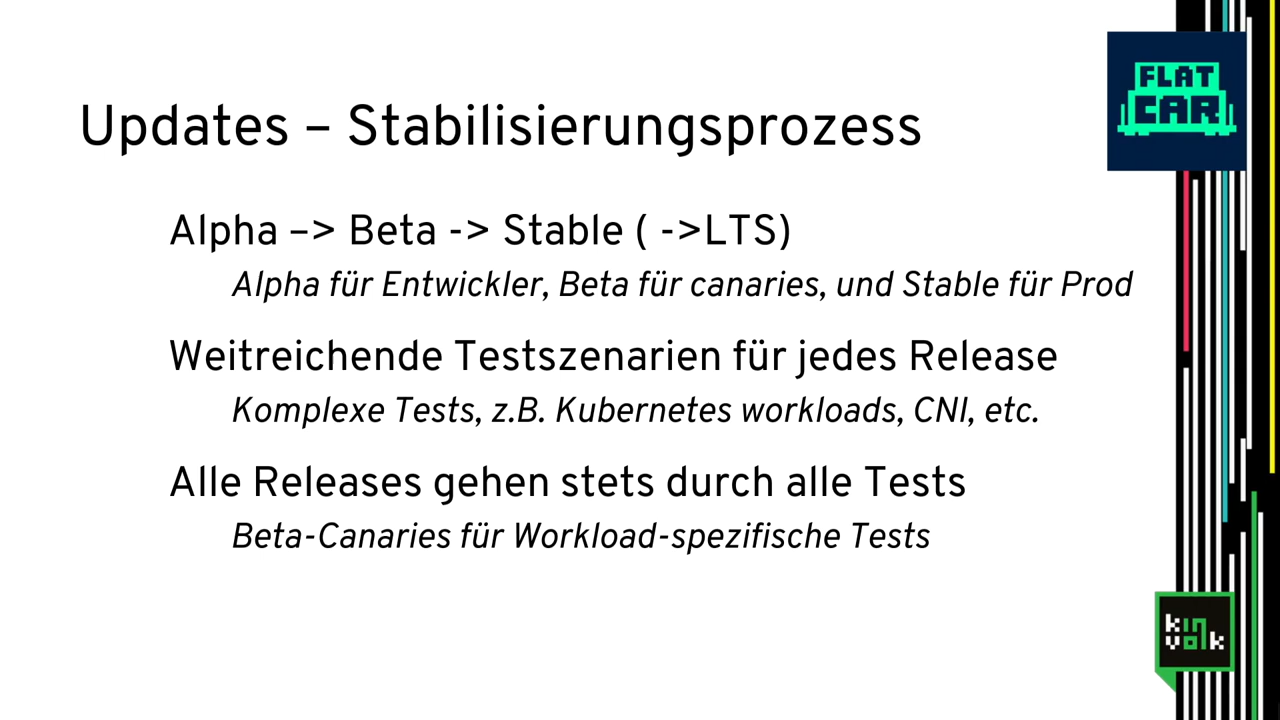 FLAT
CAR
Updates – Stabilisierungsprozess
Alpha –> Beta -> Stable ( ->LTS)
Alpha für Entwickler, Beta für canaries, und Stable für Prod
Weitreichende Testszenarien für jedes Release
Komplexe Tests, z.B. Kubernetes workloads, CNI, etc.
Alle Releases gehen stets durch alle Tests
Beta-Canaries für Workload-spezifische Tests
kin
volk